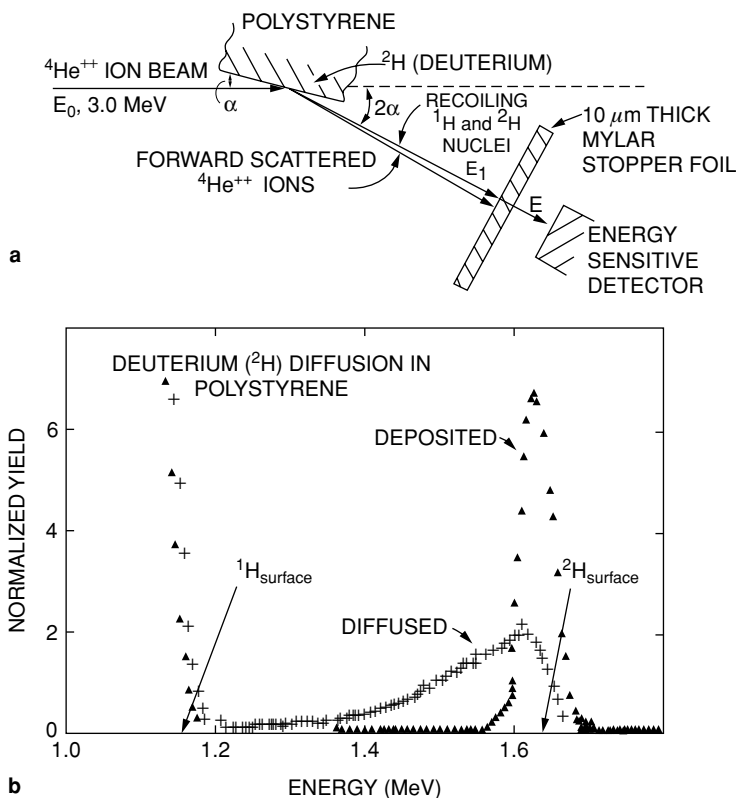 POLYSTYRENE
²H (DEUTERIUM)
⁴He⁺⁺ ION BEAM
E₀, 3.0 MeV
α
2α
RECOILING
¹H and ²H
NUCLEI
10 μm THICK
MYLAR
STOPPER FOIL
FORWARD SCATTERED
⁴He⁺⁺ IONS
E₁
E
ENERGY
SENSITIVE
DETECTOR
a
DEUTERIUM (²H) DIFFUSION IN
POLYSTYRENE
DEPOSITED
¹Hsurface
²Hsurface
DIFFUSED
NORMALIZED YIELD
6
4
2
0
1.0
1.2
1.4
1.6
ENERGY (MeV)
b